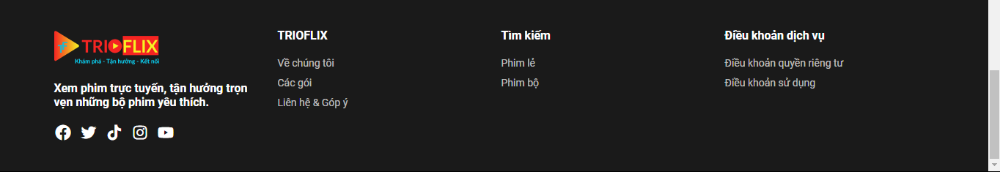 TRIOFLIX
Khám phá - Tận hưởng - Kết nối
Xem phim trực tuyến, tận hưởng trọn
vẹn những bộ phim yêu thích.
TRIOFLIX
Về chúng tôi
Các gói
Liên hệ & Góp ý
Tìm kiếm
Phim lẻ
Phim bộ
Điều khoản dịch vụ
Điều khoản quyền riêng tư
Điều khoản sử dụng